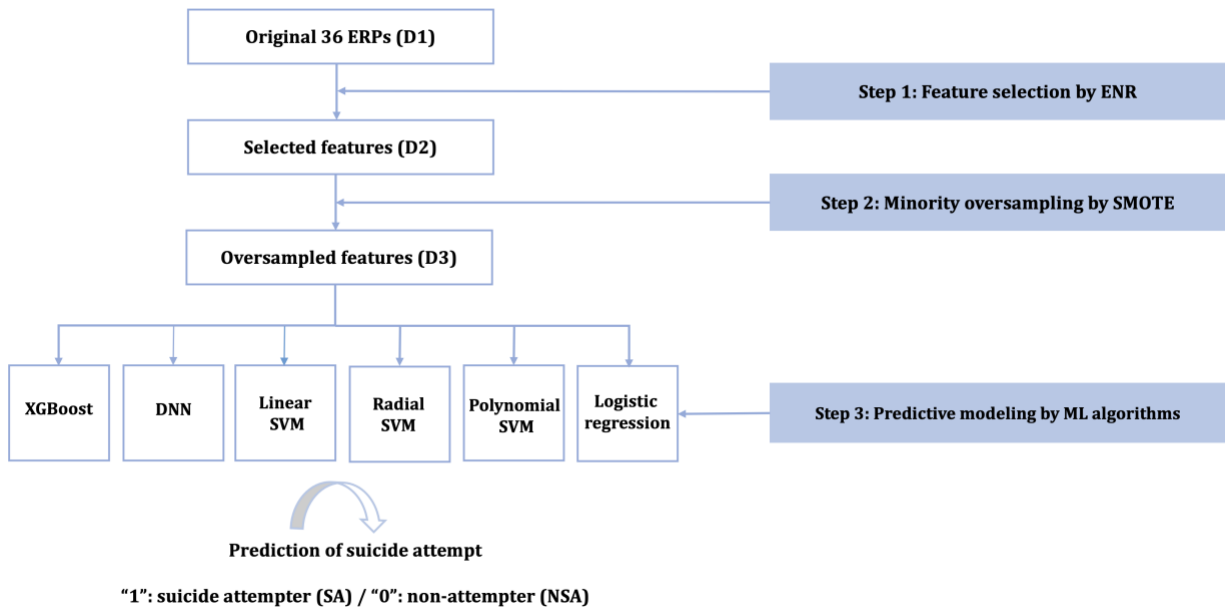 Original 36 ERPs (D1)
Step 1: Feature selection by ENR
Selected features (D2)
Step 2: Minority oversampling by SMOTE
Oversampled features (D3)
XGBoost
DNN
Linear
SVM
Radial
SVM
Polynomial
SVM
Logistic
regression
Step 3: Predictive modeling by ML algorithms
Prediction of suicide attempt
“1”: suicide attempter (SA) / “0”: non-attempter (NSA)